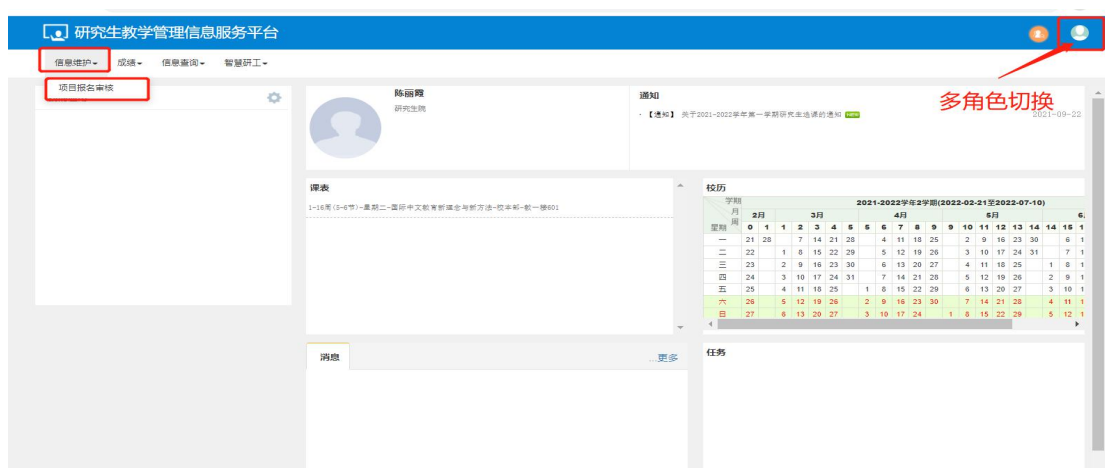 研究生教学管理信息服务平台
2
信息维护 成绩 信息查询 智慧研工
项目报名审核
陈丽霞
研究生院
通知
· 【通知】 关于2021-2022学年第一学期研究生选课的通知 NEW
2021-09-22
多角色切换
课表
1-16周(5-6节)-星期二-国际中文教育新理念与新方法-校本部-教一楼601
校历
学期 2021-2022学年2学期(2022-02-21至2022-07-10)
月 2月 3月 4月 5月 6
周
星期 0 1 1 2 3 4 5 5 6 7 8 9 9 10 11 12 13 14 14 15 1
一 21 28 7 14 21 28 4 11 18 25 2 9 16 23 30 6 1
二 22 1 8 15 22 29 5 12 19 26 3 10 17 24 31 7 1
三 23 2 9 16 23 30 6 13 20 27 4 11 18 25 1 8 1
四 24 3 10 17 24 31 7 14 21 28 5 12 19 26 2 9 1
五 25 4 11 18 25 1 8 15 22 29 6 13 20 27 3 10 1
六 26 5 12 19 26 2 9 16 23 30 7 14 21 28 4 11 1
日 27 6 13 20 27 3 10 17 24 1 8 15 22 29 5 12 1
消息 ...更多
任务